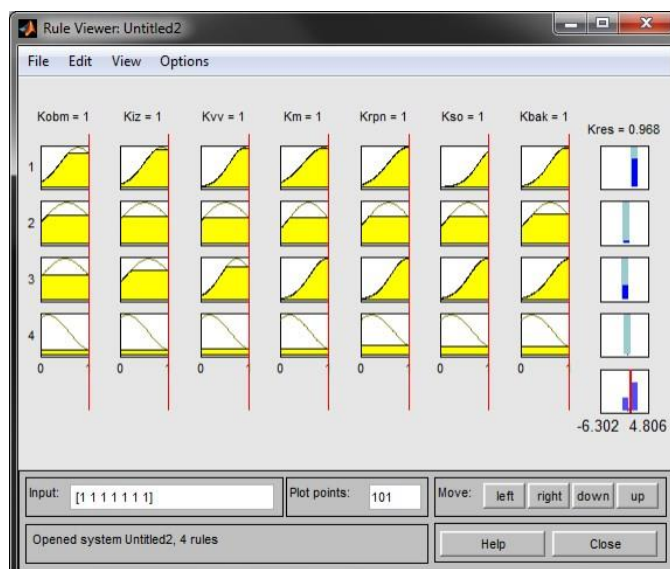 Rule Viewer: Untitled2
File Edit View Options
Kobm = 1 Kiz = 1 Kvv = 1 Km = 1 Krpn = 1 Kso = 1 Kbak = 1
Kres = 0.968
1
2
3
4
0 1 0 1 0 1 0 1 0 1 0 1 0 1
-6.302 4.806
Input: [1 1 1 1 1 1 1] Plot points: 101 Move: left right down up
Opened system Untitled2, 4 rules Help Close